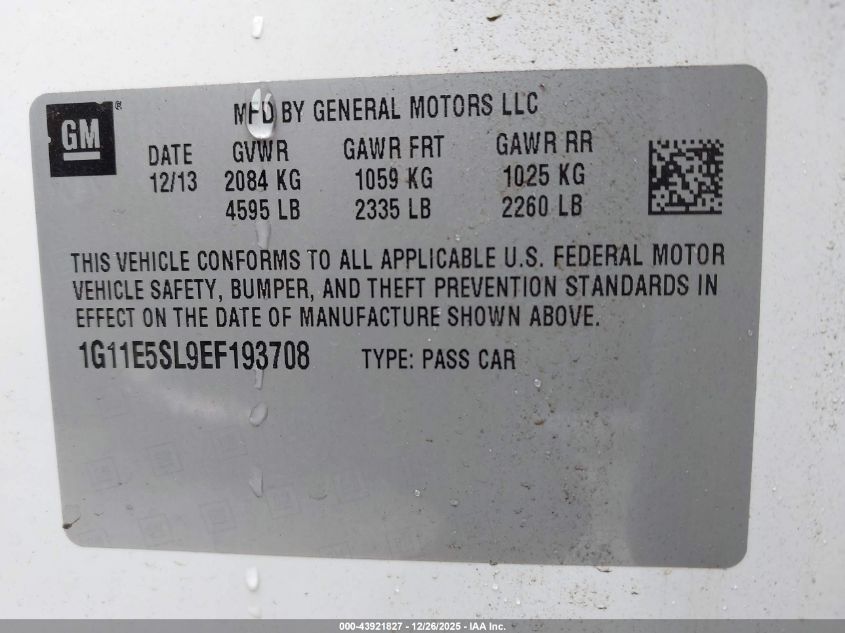 GM ®
MFD BY GENERAL MOTORS LLC
DATE GVWR GAWR FRT GAWR RR
12/13 2084 KG 1059 KG 1025 KG
4595 LB 2335 LB 2260 LB
THIS VEHICLE CONFORMS TO ALL APPLICABLE U.S. FEDERAL MOTOR
VEHICLE SAFETY, BUMPER, AND THEFT PREVENTION STANDARDS IN
EFFECT ON THE DATE OF MANUFACTURE SHOWN ABOVE.
1G11E5SL9EF193708 TYPE: PASS CAR
000-43921827 - 12/26/2025 - IAA Inc.